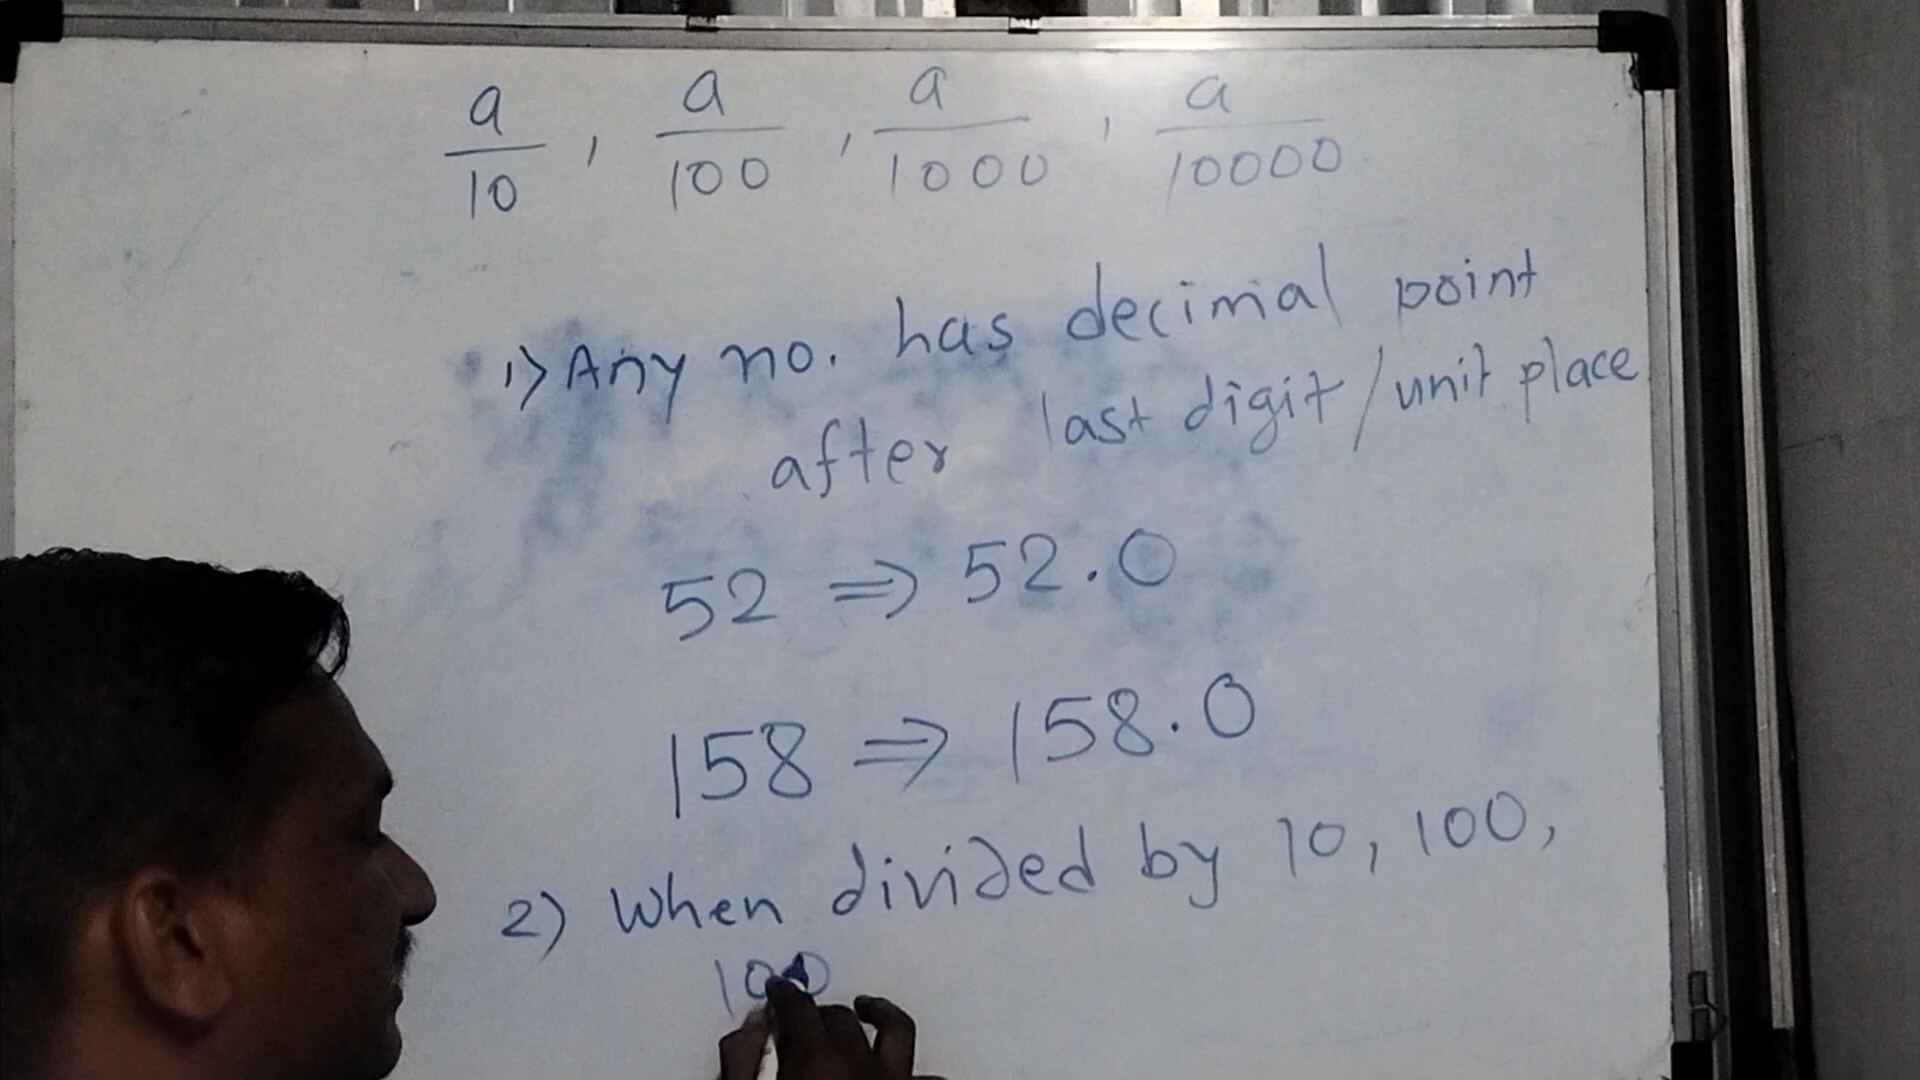 a/10 , a/100 , a/1000 , a/10000
1) Any no. has decimal point
after last digit/unit place
52 ⇒ 52.0
158 ⇒ 158.0
2) When divided by 10, 100,
100